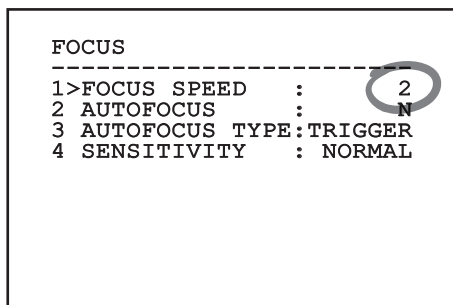 FOCUS
------------------------
1>FOCUS SPEED : 2
2 AUTOFOCUS : N
3 AUTOFOCUS TYPE:TRIGGER
4 SENSITIVITY : NORMAL